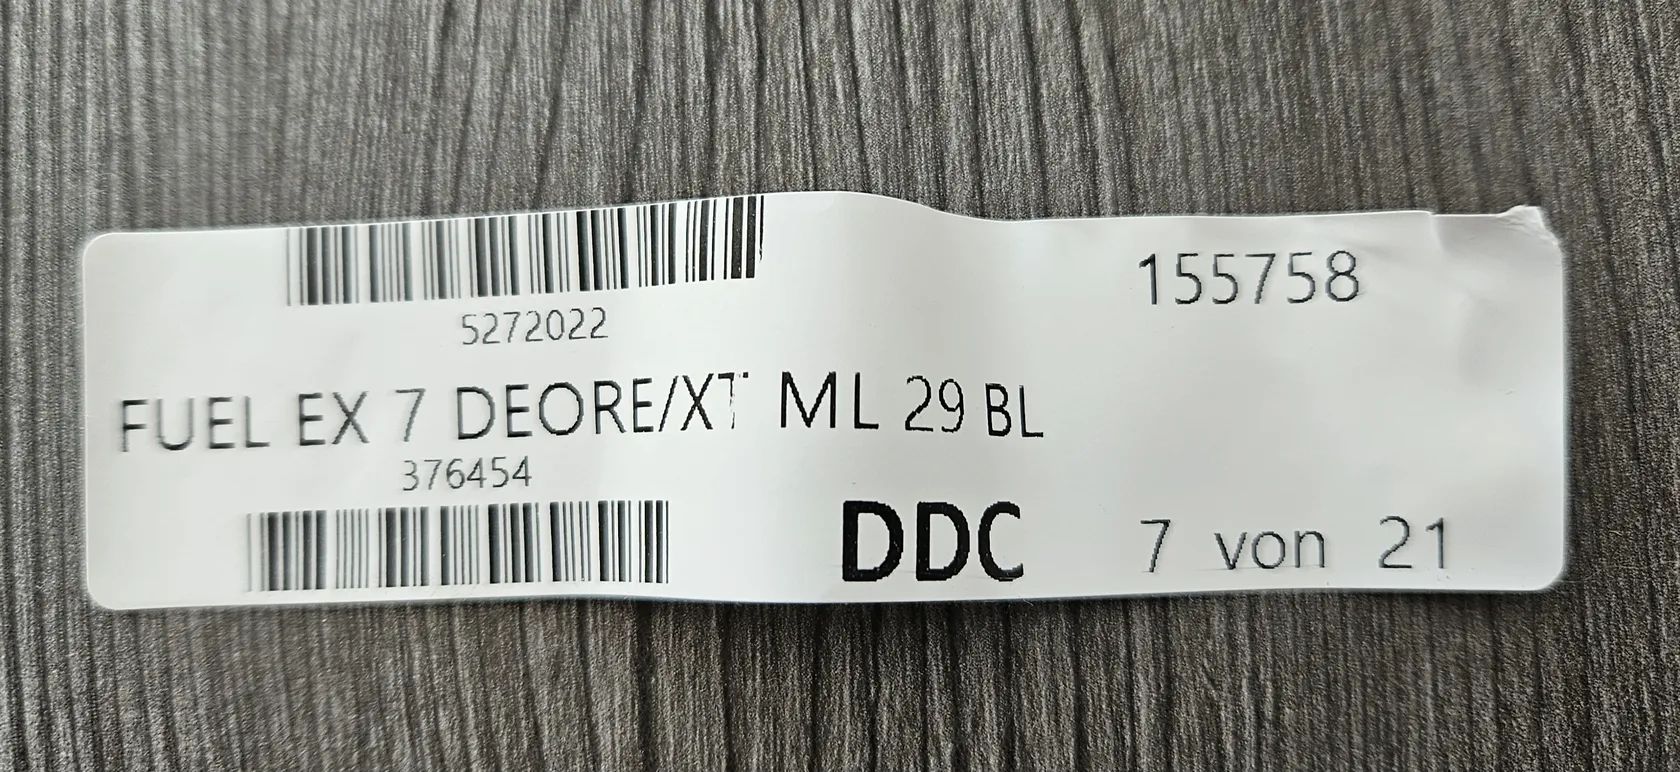 5272022
155758
FUEL EX 7 DEORE/XT ML 29 BL
376454
DDC
7 von 21